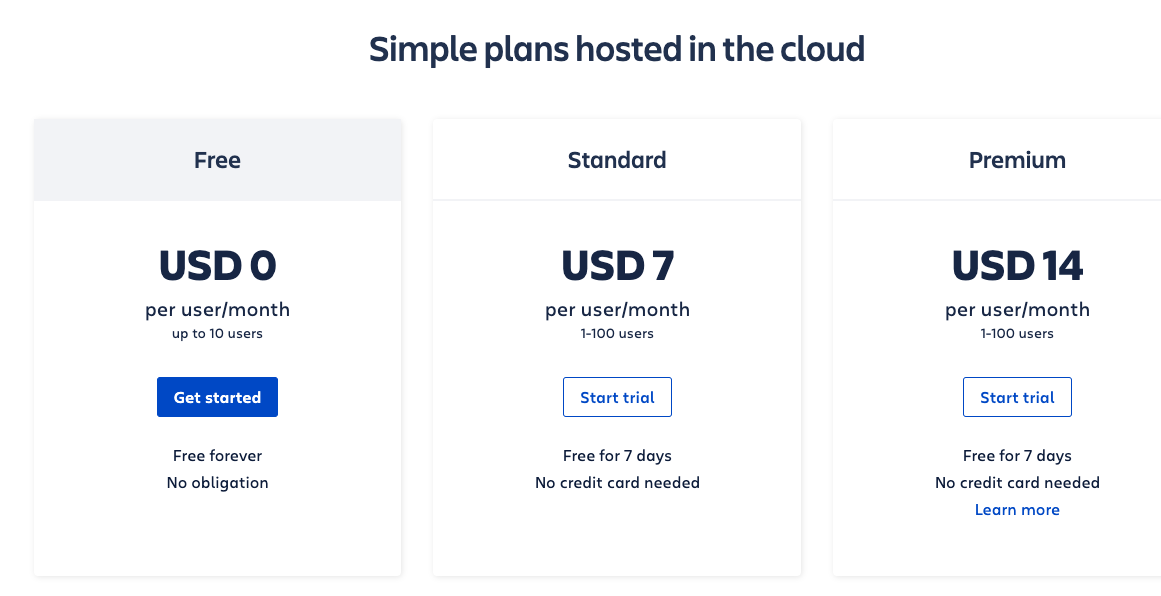 Simple plans hosted in the cloud
Free
USD 0
per user/month
up to 10 users
Get started
Free forever
No obligation
Standard
USD 7
per user/month
1-100 users
Start trial
Free for 7 days
No credit card needed
Premium
USD 14
per user/month
1-100 users
Start trial
Free for 7 days
No credit card needed
Learn more